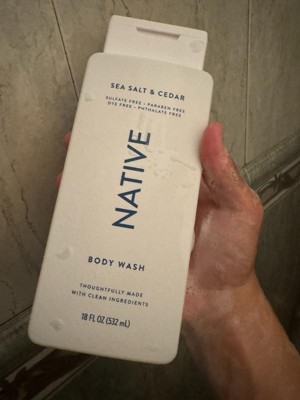 SEA SALT & CEDAR
SULFATE FREE • PARABEN FREE
DYE FREE • PHTHALATE FREE
NATIVE
BODY WASH
THOUGHTFULLY MADE
WITH CLEAN INGREDIENTS
18 FL OZ (532 mL)